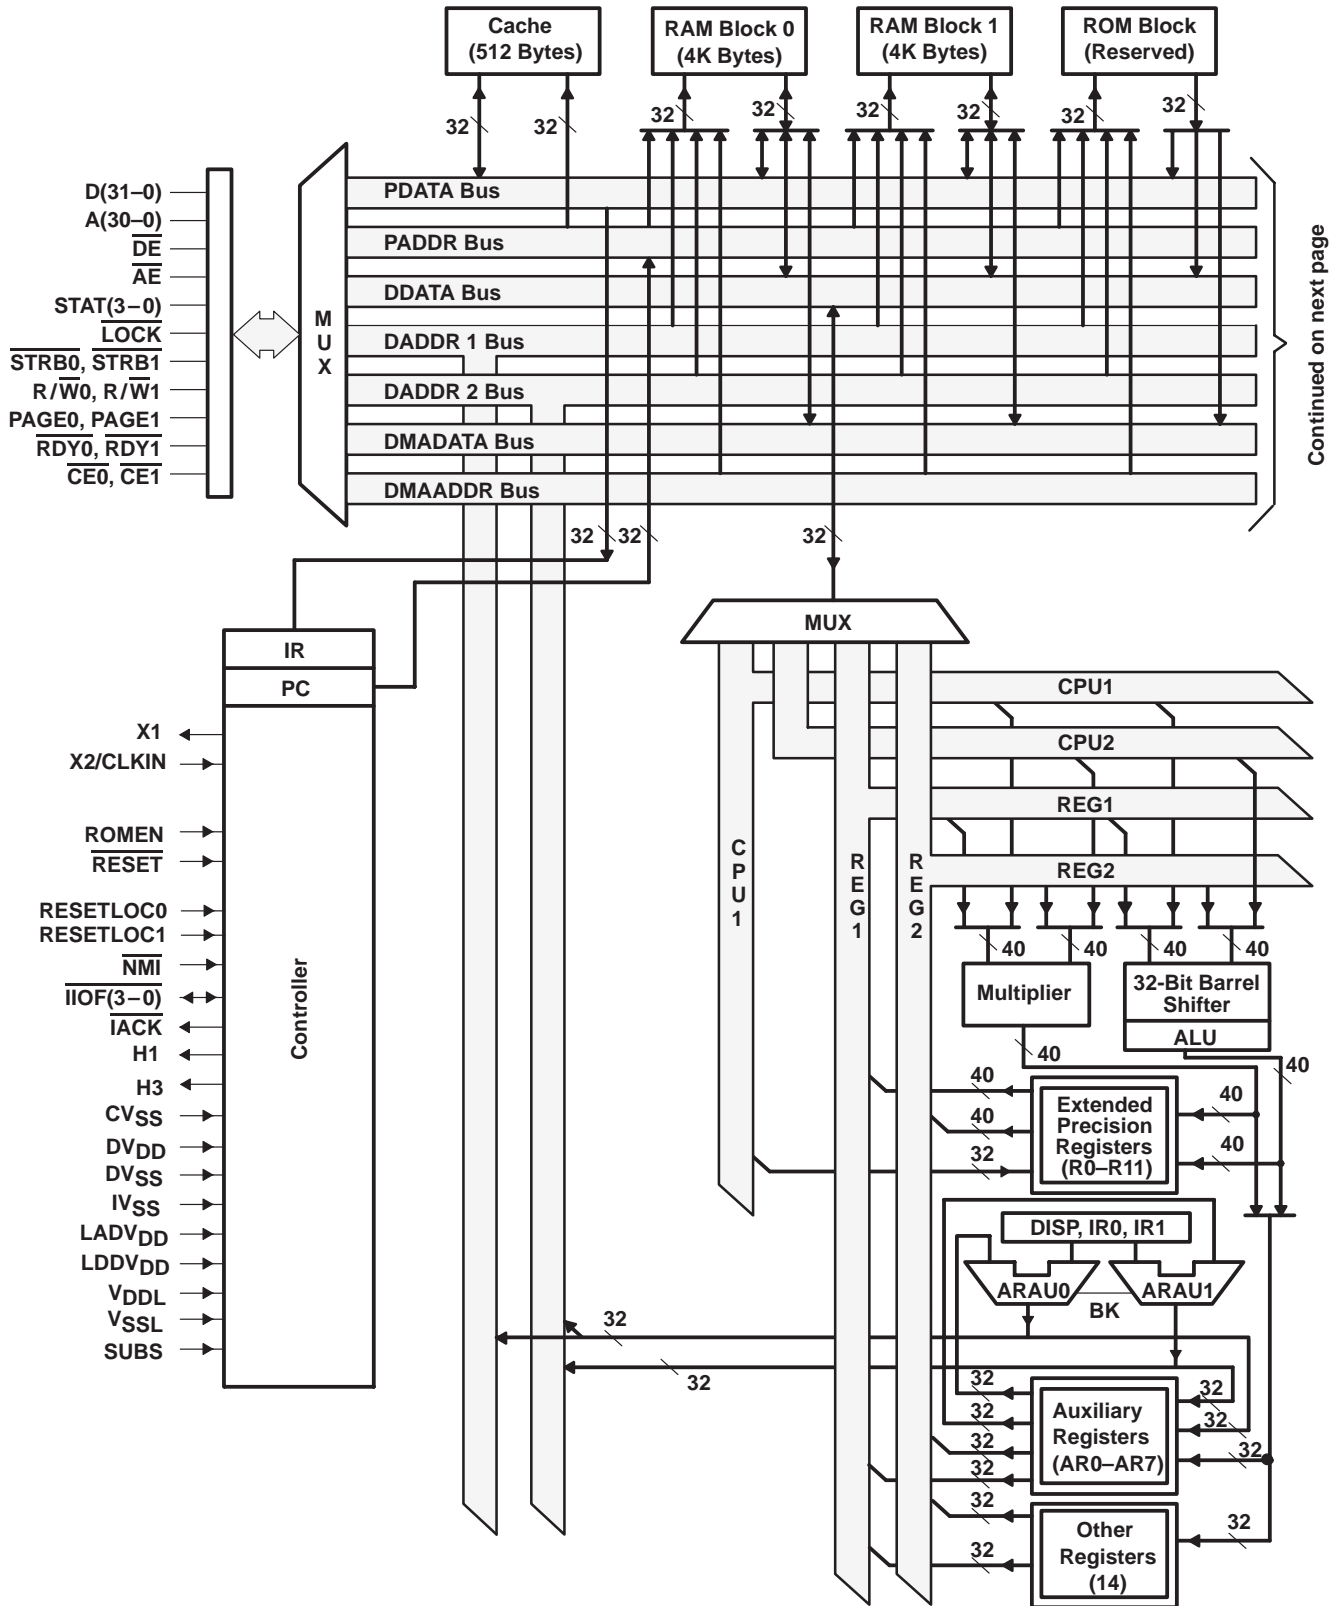 Cache
(512 Bytes)
RAM Block 0
(4K Bytes)
RAM Block 1
(4K Bytes)
ROM Block
(Reserved)
32
32
32
32
32
32
32
32
D(31–0)
A(30–0)
DE
AE
STAT(3–0)
LOCK
STRB0, STRB1
R/W0, R/W1
PAGE0, PAGE1
RDY0, RDY1
CE0, CE1
MUX
PDATA Bus
PADDR Bus
DDATA Bus
DADDR 1 Bus
DADDR 2 Bus
DMADATA Bus
DMAADDR Bus
Continued on next page
32
32
32
IR
PC
Controller
X1
X2/CLKIN
ROMEN
RESET
RESETLOC0
RESETLOC1
NMI
IIOF(3–0)
IACK
H1
H3
CVSS
DVDD
DVSS
IVSS
LADVDD
LDDVDD
VDDL
VSSL
SUBS
MUX
CPU1
CPU2
REG1
REG2
CPU1
REG1
REG2
40
40
40
40
Multiplier
32-Bit Barrel
Shifter
ALU
40
40
40
40
32
Extended
Precision
Registers
(R0–R11)
40
40
DISP, IR0, IR1
ARAU0
BK
ARAU1
32
32
32
32
32
32
Auxiliary
Registers
(AR0–AR7)
32
32
32
32
32
Other
Registers
(14)
32